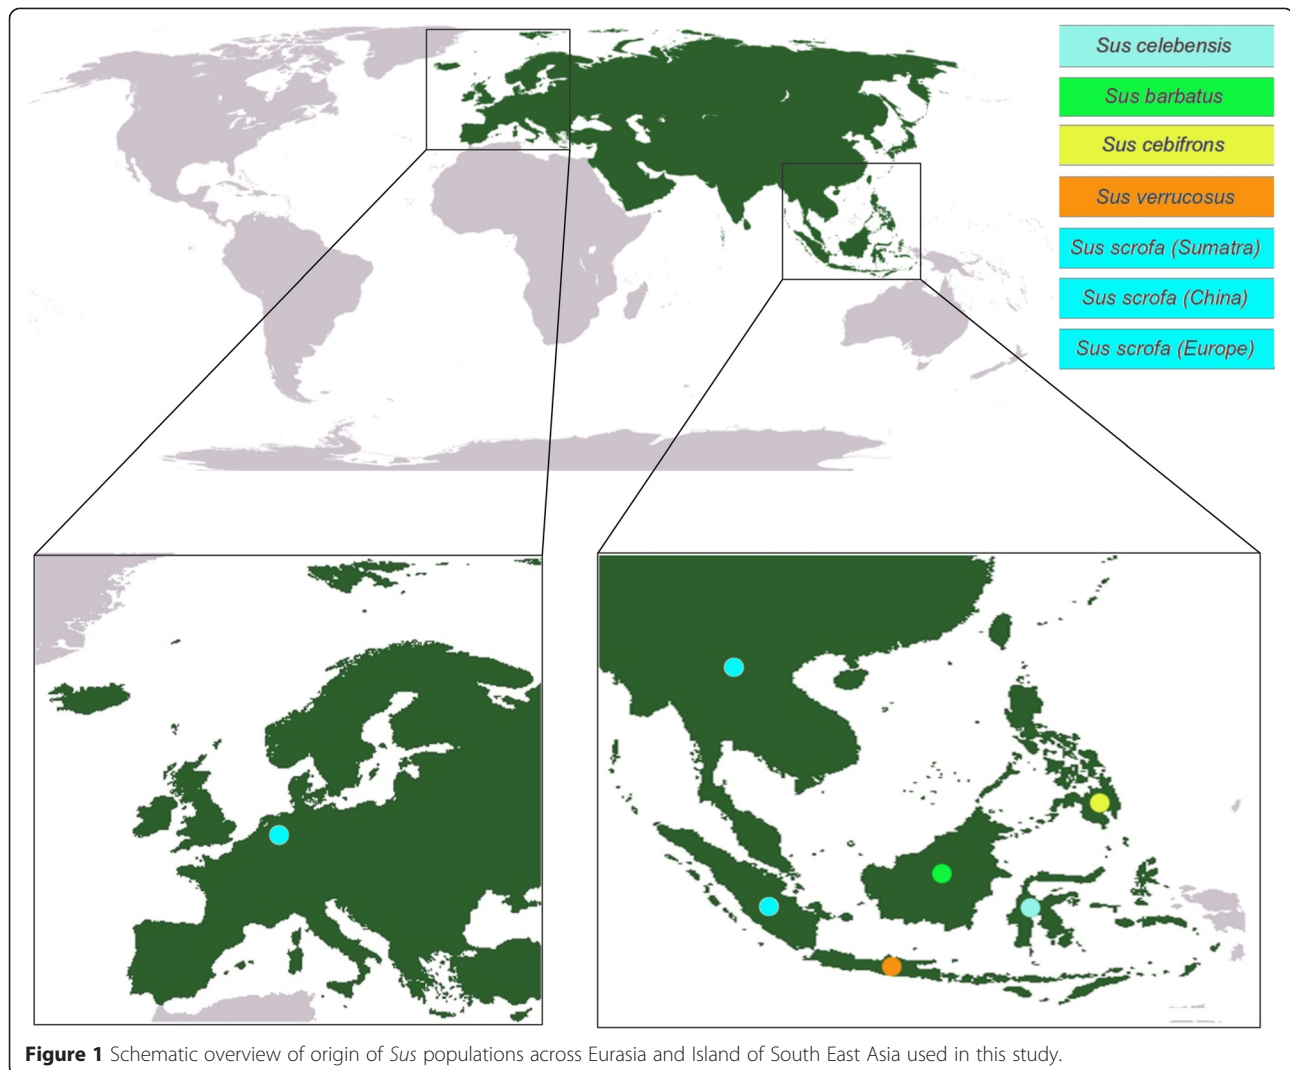 Sus celebensis
Sus barbatus
Sus cebifrons
Sus verrucosus
Sus scrofa (Sumatra)
Sus scrofa (China)
Sus scrofa (Europe)
Figure 1 Schematic overview of origin of Sus populations across Eurasia and Island of South East Asia used in this study.